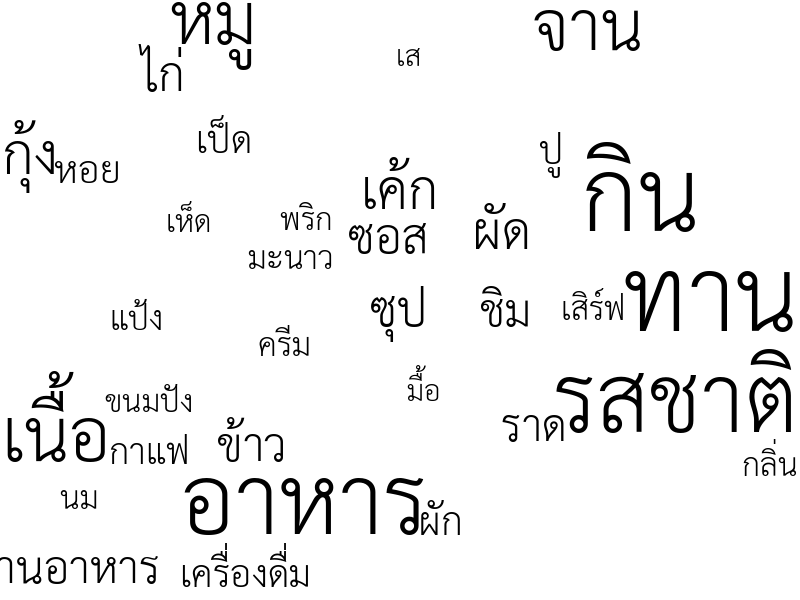 หมู
จาน
ไก่
เส
กุ้ง
หอย
เป็ด
ปู
กิน
เค้ก
เห็ด
พริก
ซอส
ผัด
มะนาว
ทาน
แป้ง
ซุป
ชิม
เสิร์ฟ
ครีม
มื้อ
รสชาติ
เนื้อ
ขนมปัง
ราด
กาแฟ
ข้าว
กลิ่น
นม
อาหาร
ผัก
านอาหาร
เครื่องดื่ม